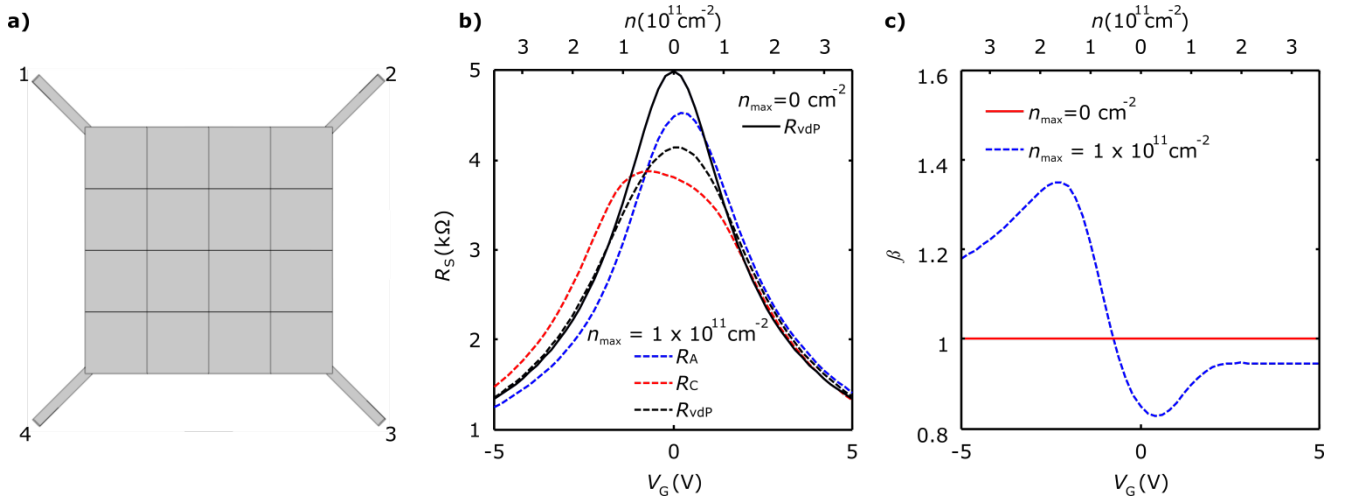 a)
1
2
4
3
b)
n(10¹¹cm⁻²)
3 2 1 0 1 2 3
5
4
3
2
1
R_S(kΩ)
n_max=0 cm⁻²
R_vdP
n_max = 1 x 10¹¹cm⁻²
R_A
R_C
R_vdP
-5 0 5
V_G(V)
c)
n(10¹¹cm⁻²)
3 2 1 0 1 2 3
1.6
1.4
1.2
1
0.8
β
n_max=0 cm⁻²
n_max = 1 x 10¹¹cm⁻²
-5 0 5
V_G(V)